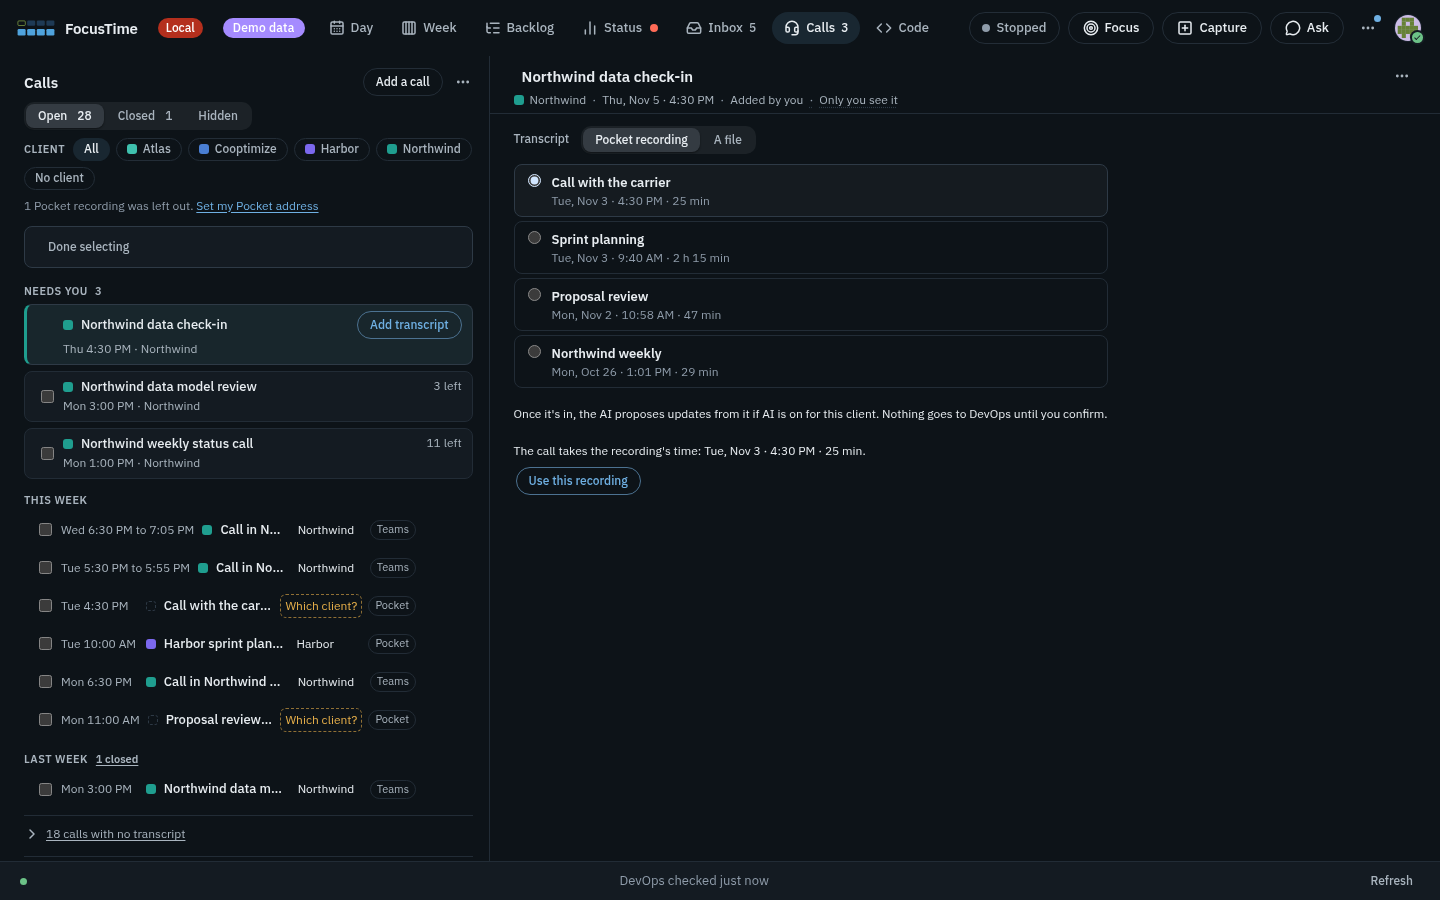 FocusTime
Local
Demo data
Day
Week
Backlog
Status
Inbox 5
Calls 3
Code
Stopped
Focus
Capture
Ask
Calls
Add a call
Open 28
Closed 1
Hidden
CLIENT
All
Atlas
Cooptimize
Harbor
Northwind
No client
1 Pocket recording was left out. Set my Pocket address
Done selecting
NEEDS YOU 3
Northwind data check-in
Add transcript
Thu 4:30 PM · Northwind
Northwind data model review
3 left
Mon 3:00 PM · Northwind
Northwind weekly status call
11 left
Mon 1:00 PM · Northwind
THIS WEEK
Wed 6:30 PM to 7:05 PM Call in N... Northwind Teams
Tue 5:30 PM to 5:55 PM Call in No... Northwind Teams
Tue 4:30 PM Call with the car... Which client? Pocket
Tue 10:00 AM Harbor sprint plan... Harbor Pocket
Mon 6:30 PM Call in Northwind ... Northwind Teams
Mon 11:00 AM Proposal review... Which client? Pocket
LAST WEEK 1 closed
Mon 3:00 PM Northwind data m... Northwind Teams
18 calls with no transcript
Northwind data check-in
Northwind · Thu, Nov 5 · 4:30 PM · Added by you · Only you see it
Transcript
Pocket recording
A file
Call with the carrier
Tue, Nov 3 · 4:30 PM · 25 min
Sprint planning
Tue, Nov 3 · 9:40 AM · 2 h 15 min
Proposal review
Mon, Nov 2 · 10:58 AM · 47 min
Northwind weekly
Mon, Oct 26 · 1:01 PM · 29 min
Once it's in, the AI proposes updates from it if AI is on for this client. Nothing goes to DevOps until you confirm.
The call takes the recording's time: Tue, Nov 3 · 4:30 PM · 25 min.
Use this recording
DevOps checked just now
Refresh